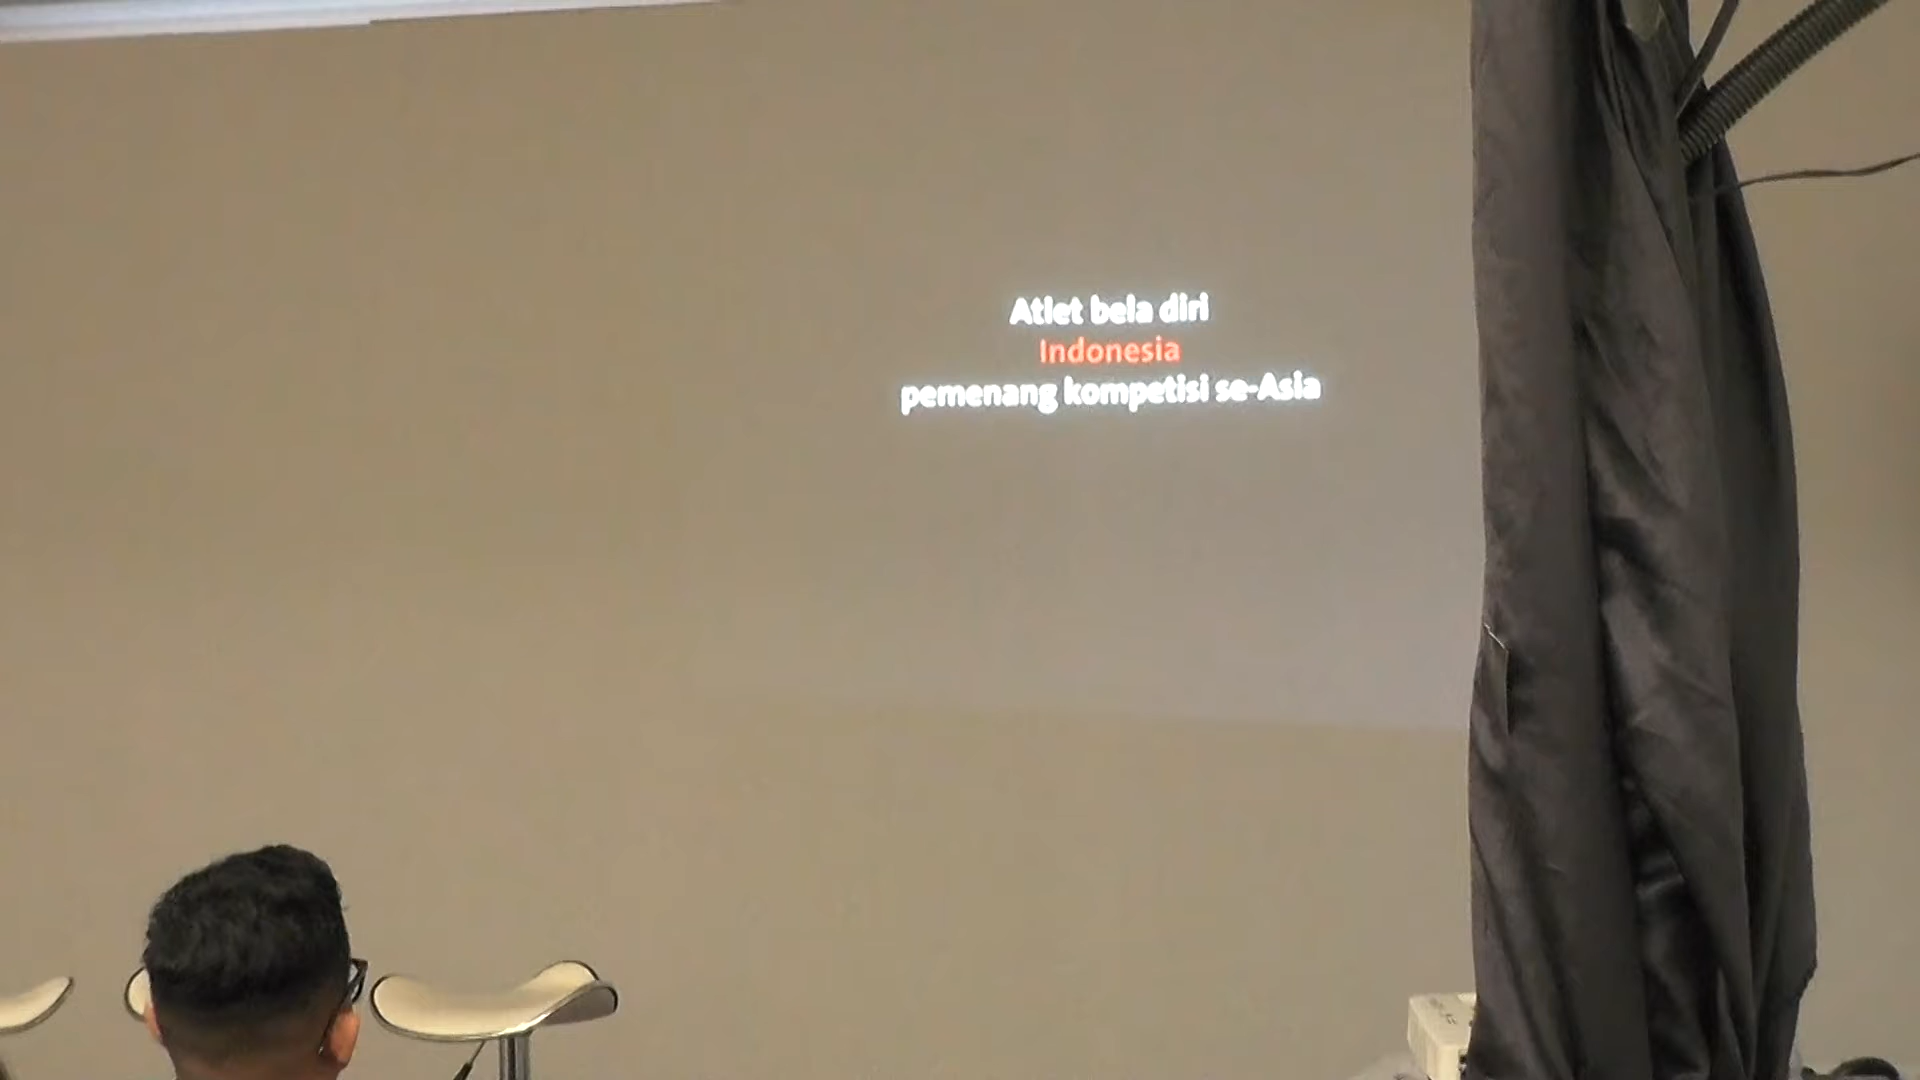 Atlet bela diri
Indonesia
pemenang kompetisi se-Asia